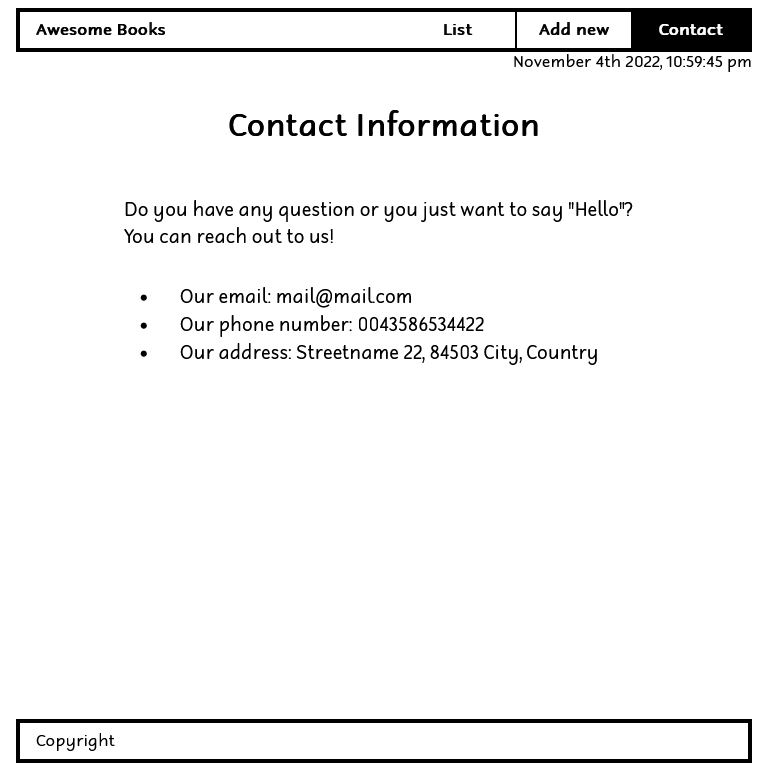 Awesome Books
List
Add new
Contact
November 4th 2022, 10:59:45 pm
Contact Information
Do you have any question or you just want to say "Hello"?
You can reach out to us!
• Our email: mail@mail.com
• Our phone number: 0043586534422
• Our address: Streetname 22, 84503 City, Country
Copyright